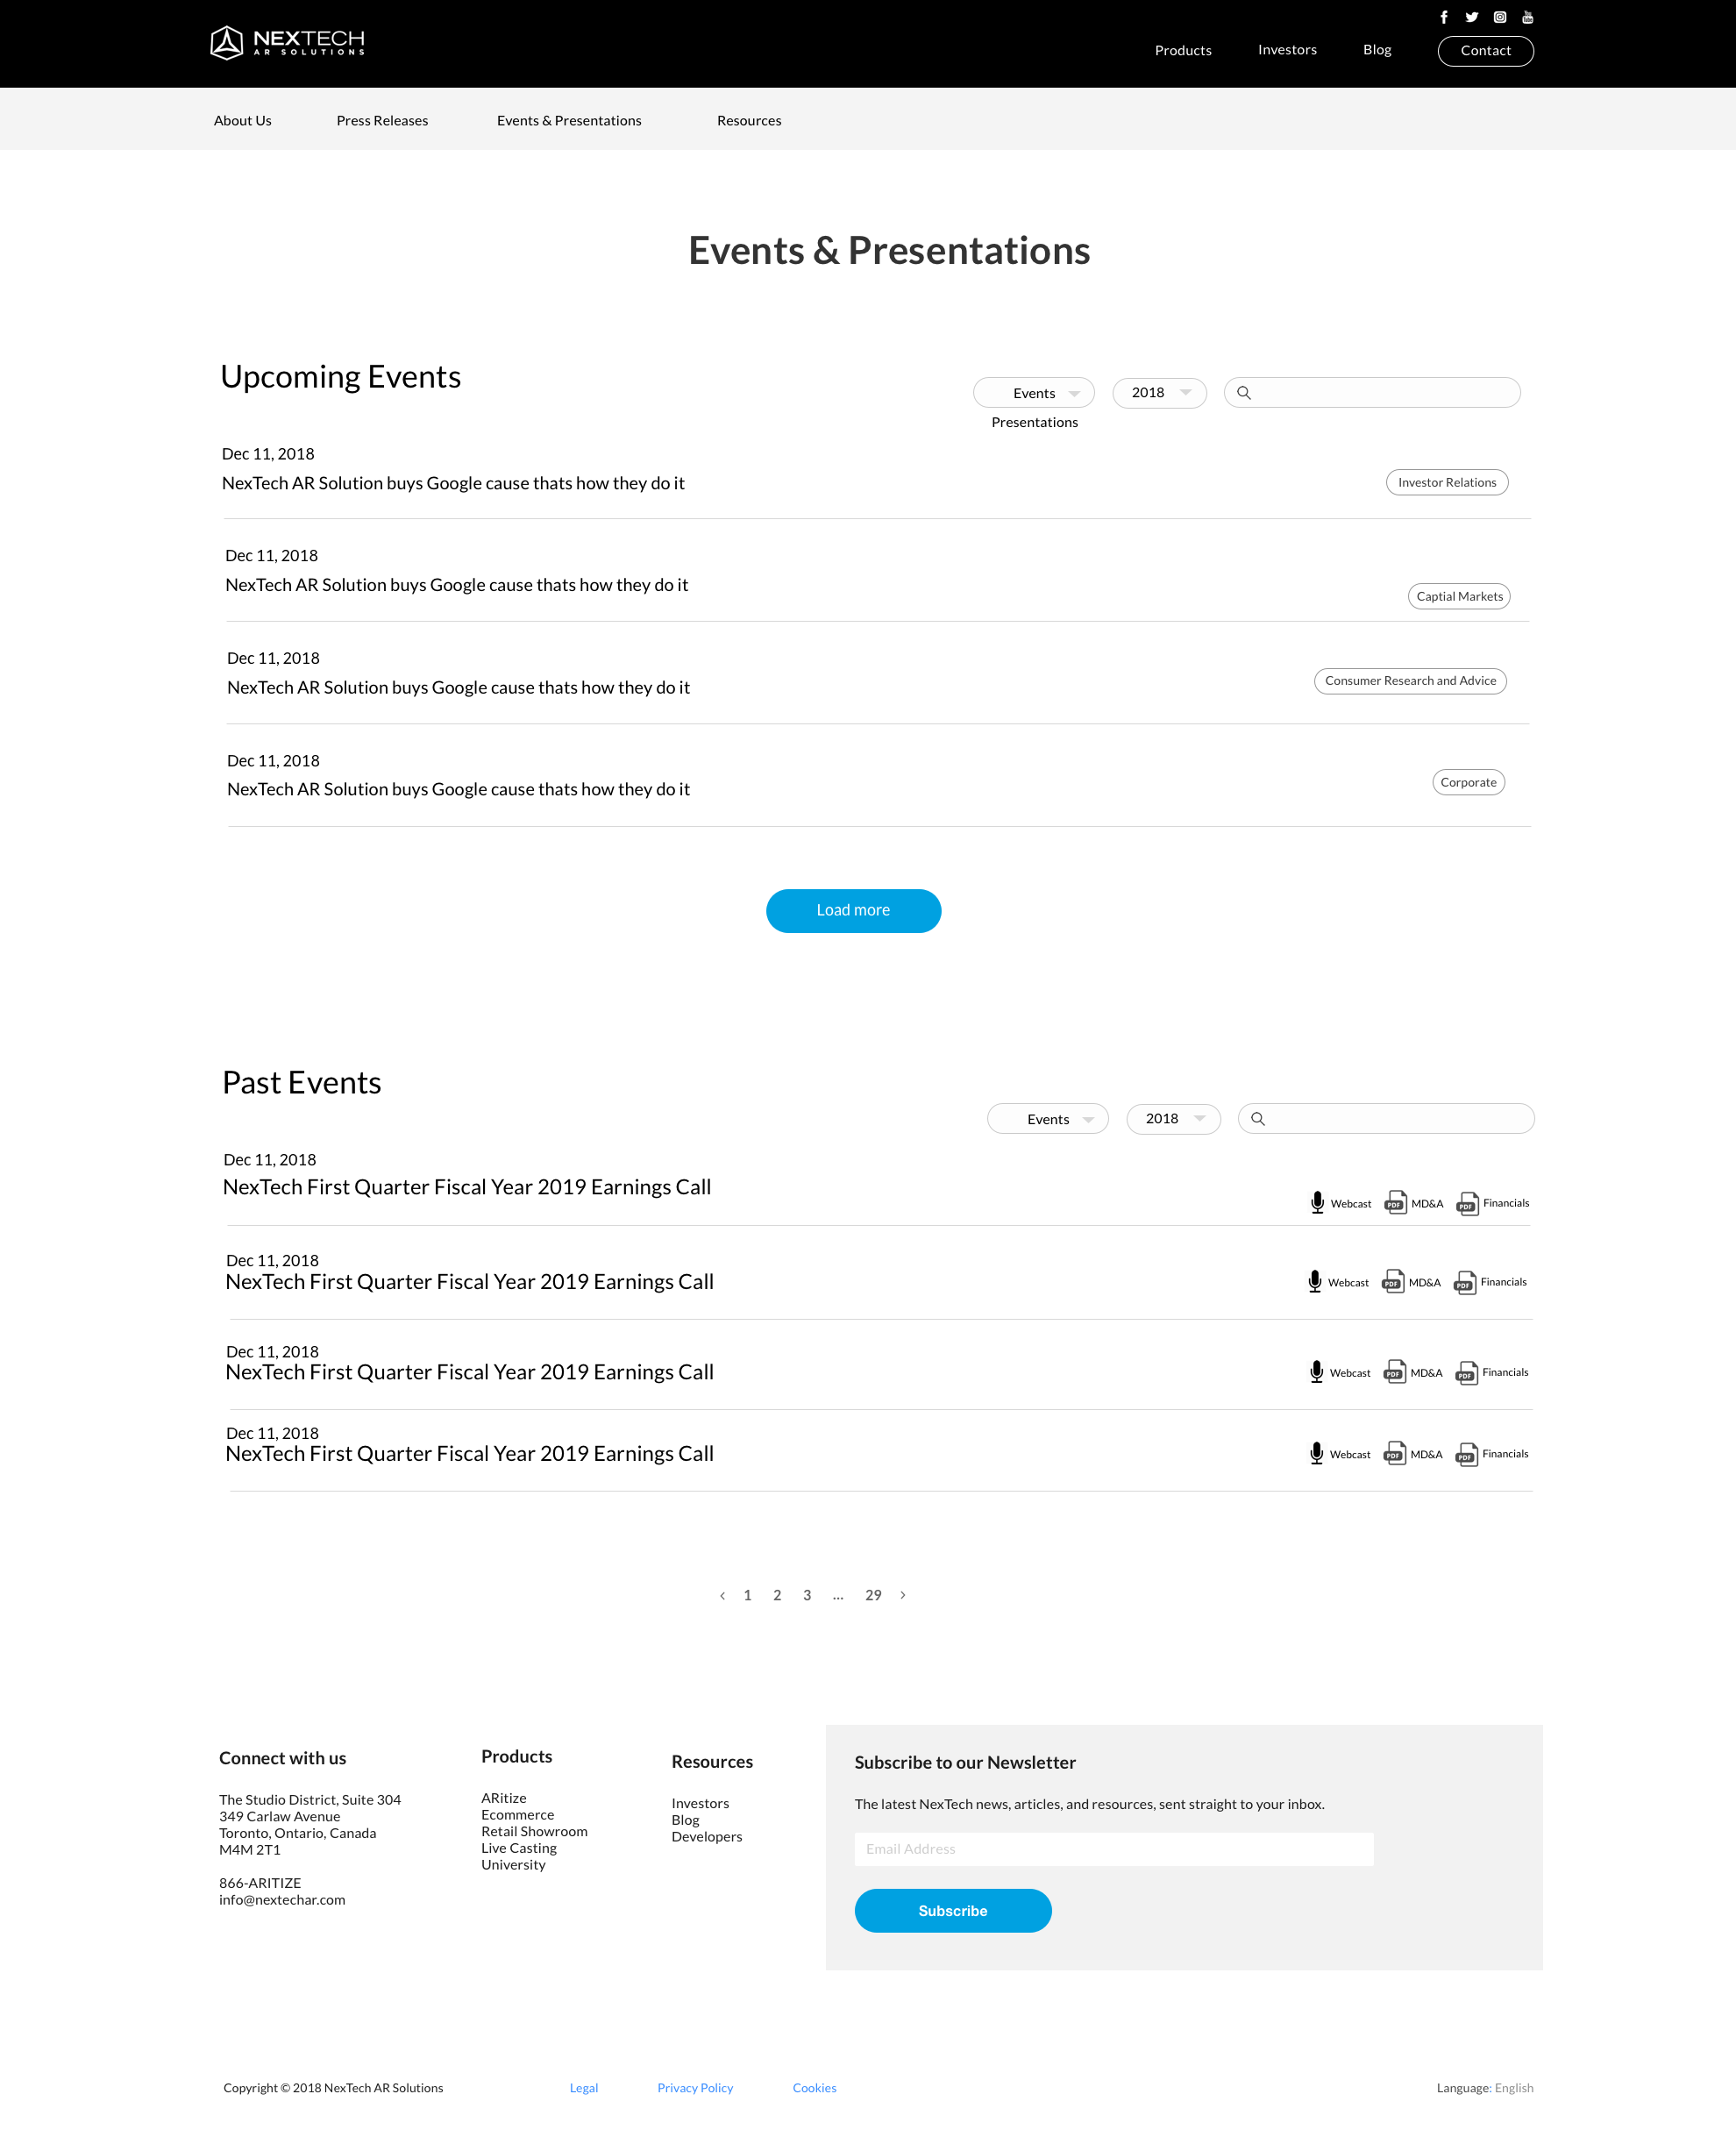 NEXTECH
AR SOLUTIONS
Products
Investors
Blog
Contact
About Us
Press Releases
Events & Presentations
Resources
Events & Presentations
Upcoming Events
Events
2018
Presentations
Dec 11, 2018
NexTech AR Solution buys Google cause thats how they do it
Investor Relations
Dec 11, 2018
NexTech AR Solution buys Google cause thats how they do it
Captial Markets
Dec 11, 2018
NexTech AR Solution buys Google cause thats how they do it
Consumer Research and Advice
Dec 11, 2018
NexTech AR Solution buys Google cause thats how they do it
Corporate
Load more
Past Events
Events
2018
Dec 11, 2018
NexTech First Quarter Fiscal Year 2019 Earnings Call
Webcast
PDF MD&A
PDF Financials
Dec 11, 2018
NexTech First Quarter Fiscal Year 2019 Earnings Call
Webcast
PDF MD&A
PDF Financials
Dec 11, 2018
NexTech First Quarter Fiscal Year 2019 Earnings Call
Webcast
PDF MD&A
PDF Financials
Dec 11, 2018
NexTech First Quarter Fiscal Year 2019 Earnings Call
Webcast
PDF MD&A
PDF Financials
‹ 1 2 3 ... 29 ›
Connect with us
The Studio District, Suite 304
349 Carlaw Avenue
Toronto, Ontario, Canada
M4M 2T1
866-ARITIZE
info@nextechar.com
Products
ARitize
Ecommerce
Retail Showroom
Live Casting
University
Resources
Investors
Blog
Developers
Subscribe to our Newsletter
The latest NexTech news, articles, and resources, sent straight to your inbox.
Email Address
Subscribe
Copyright © 2018 NexTech AR Solutions
Legal
Privacy Policy
Cookies
Language: English